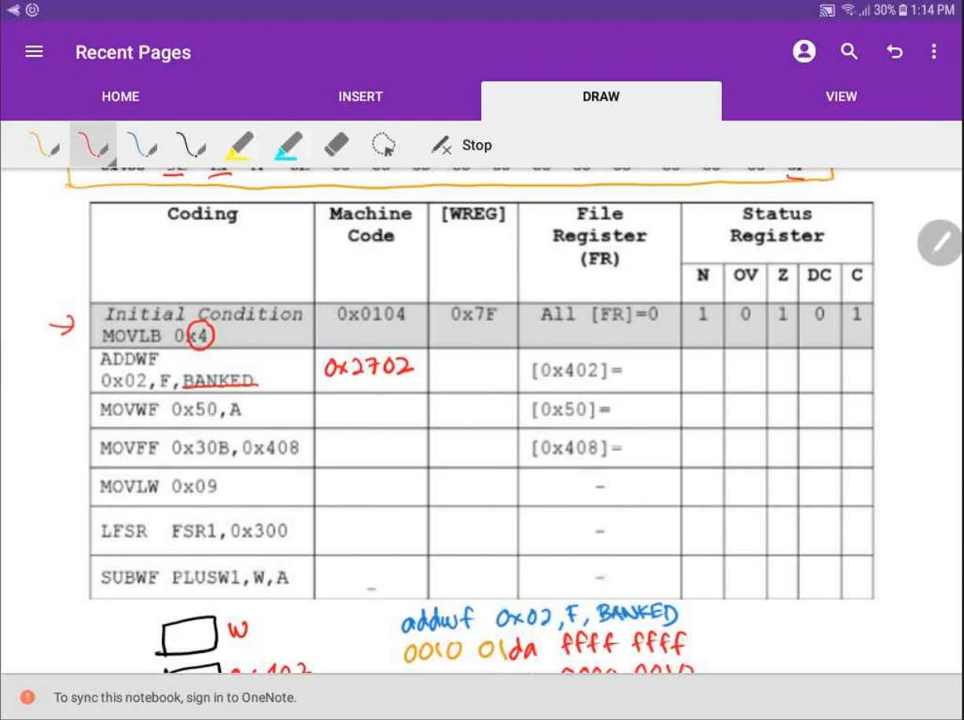 30% 1:14 PM
Recent Pages
HOME INSERT DRAW VIEW
Stop
Coding Machine Code [WREG] File Register (FR) Status Register
N OV Z DC C
Initial Condition MOVLB 0x4 0x0104 0x7F All [FR]=0 1 0 1 0 1
ADDWF 0x02,F,BANKED 0x2702 [0x402]=
MOVWF 0x50,A [0x50]=
MOVFF 0x30B,0x408 [0x408]=
MOVLW 0x09 –
LFSR FSR1,0x300 –
SUBWF PLUSW1,W,A – –
W
addwf 0x02,F, BANKED
0010 01da ffff ffff
To sync this notebook, sign in to OneNote.